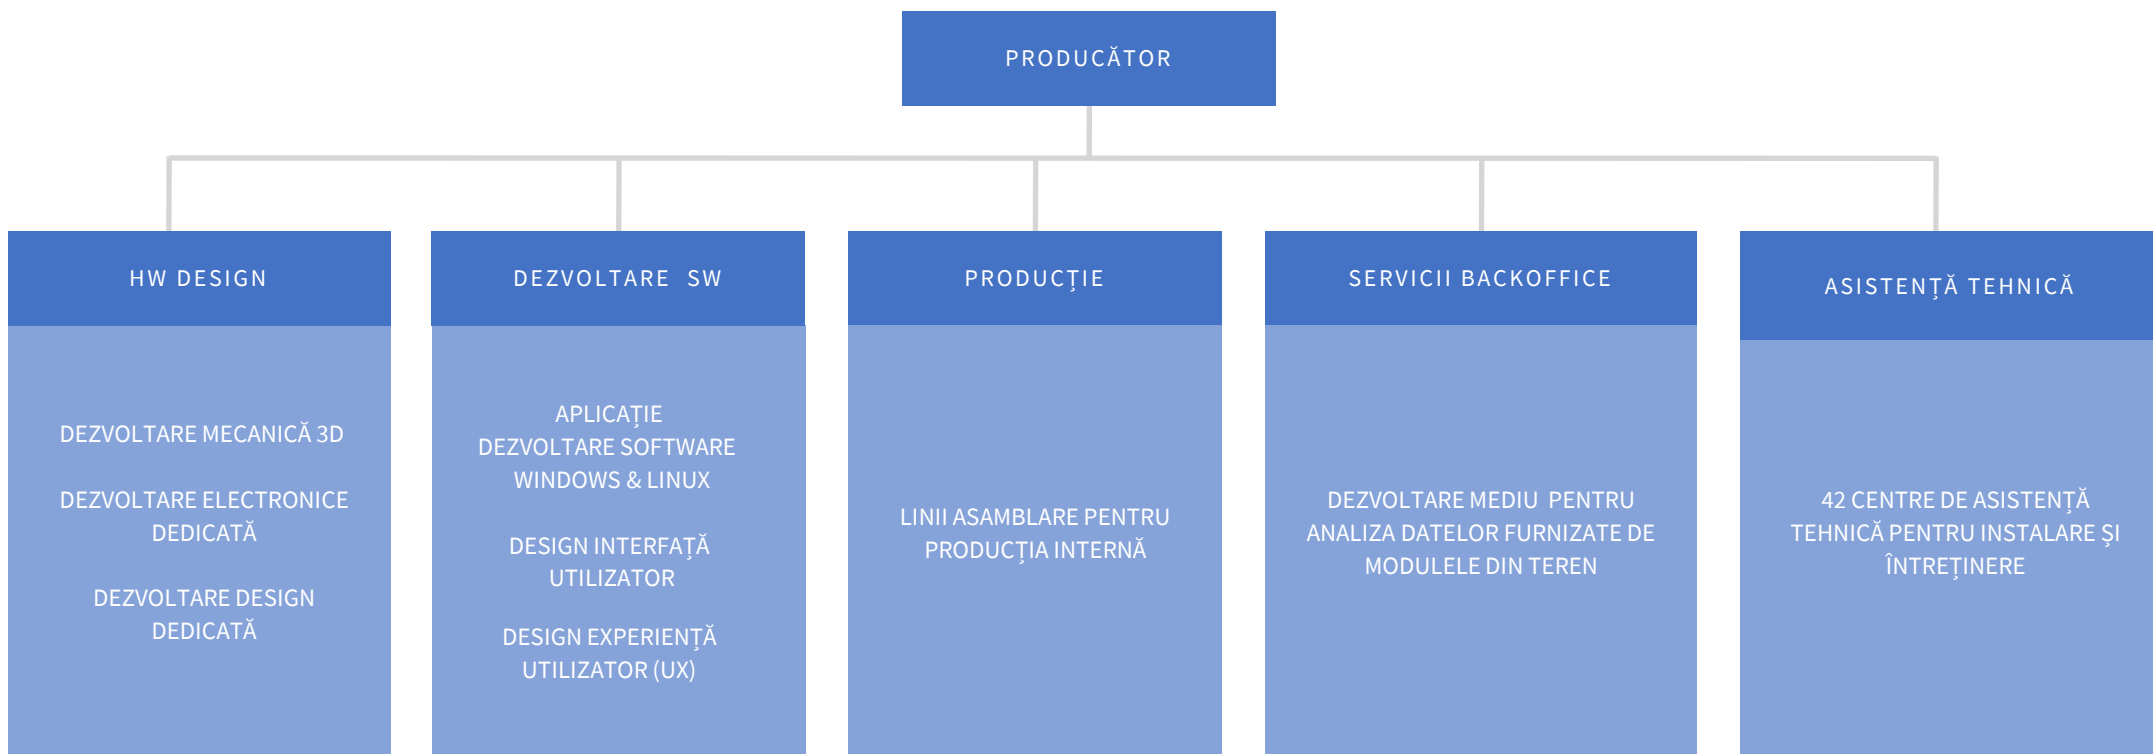 PRODUCĂTOR
HW DESIGN
DEZVOLTARE MECANICĂ 3D
DEZVOLTARE ELECTRONICE
DEDICATĂ
DEZVOLTARE DESIGN
DEDICATĂ
DEZVOLTARE SW
APLICAȚIE
DEZVOLTARE SOFTWARE
WINDOWS & LINUX
DESIGN INTERFAȚĂ
UTILIZATOR
DESIGN EXPERIENȚĂ
UTILIZATOR (UX)
PRODUCȚIE
LINII ASAMBLARE PENTRU
PRODUCȚIA INTERNĂ
SERVICII BACKOFFICE
DEZVOLTARE MEDIU PENTRU
ANALIZA DATELOR FURNIZATE DE
MODULELE DIN TEREN
ASISTENȚĂ TEHNICĂ
42 CENTRE DE ASISTENȚĂ
TEHNICĂ PENTRU INSTALARE ȘI
ÎNTREȚINERE